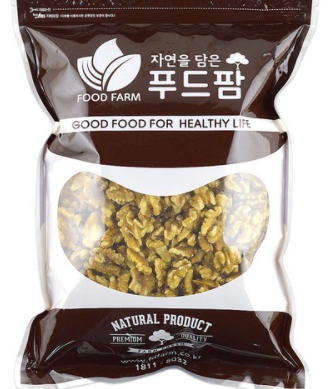 자연을 담은
푸드팜
FOOD FARM
GOOD FOOD FOR HEALTHY LIFE
NATURAL PRODUCT
PREMIUM QUALITY
1811 - 8032